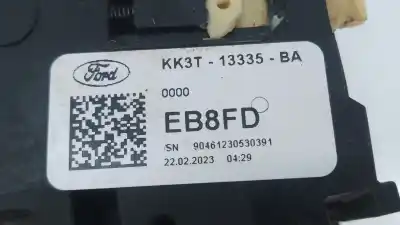 Ford
KK3T - 13335 - BA
0000
EB8FD
SN 90461230530391
22.02.2023 04:29